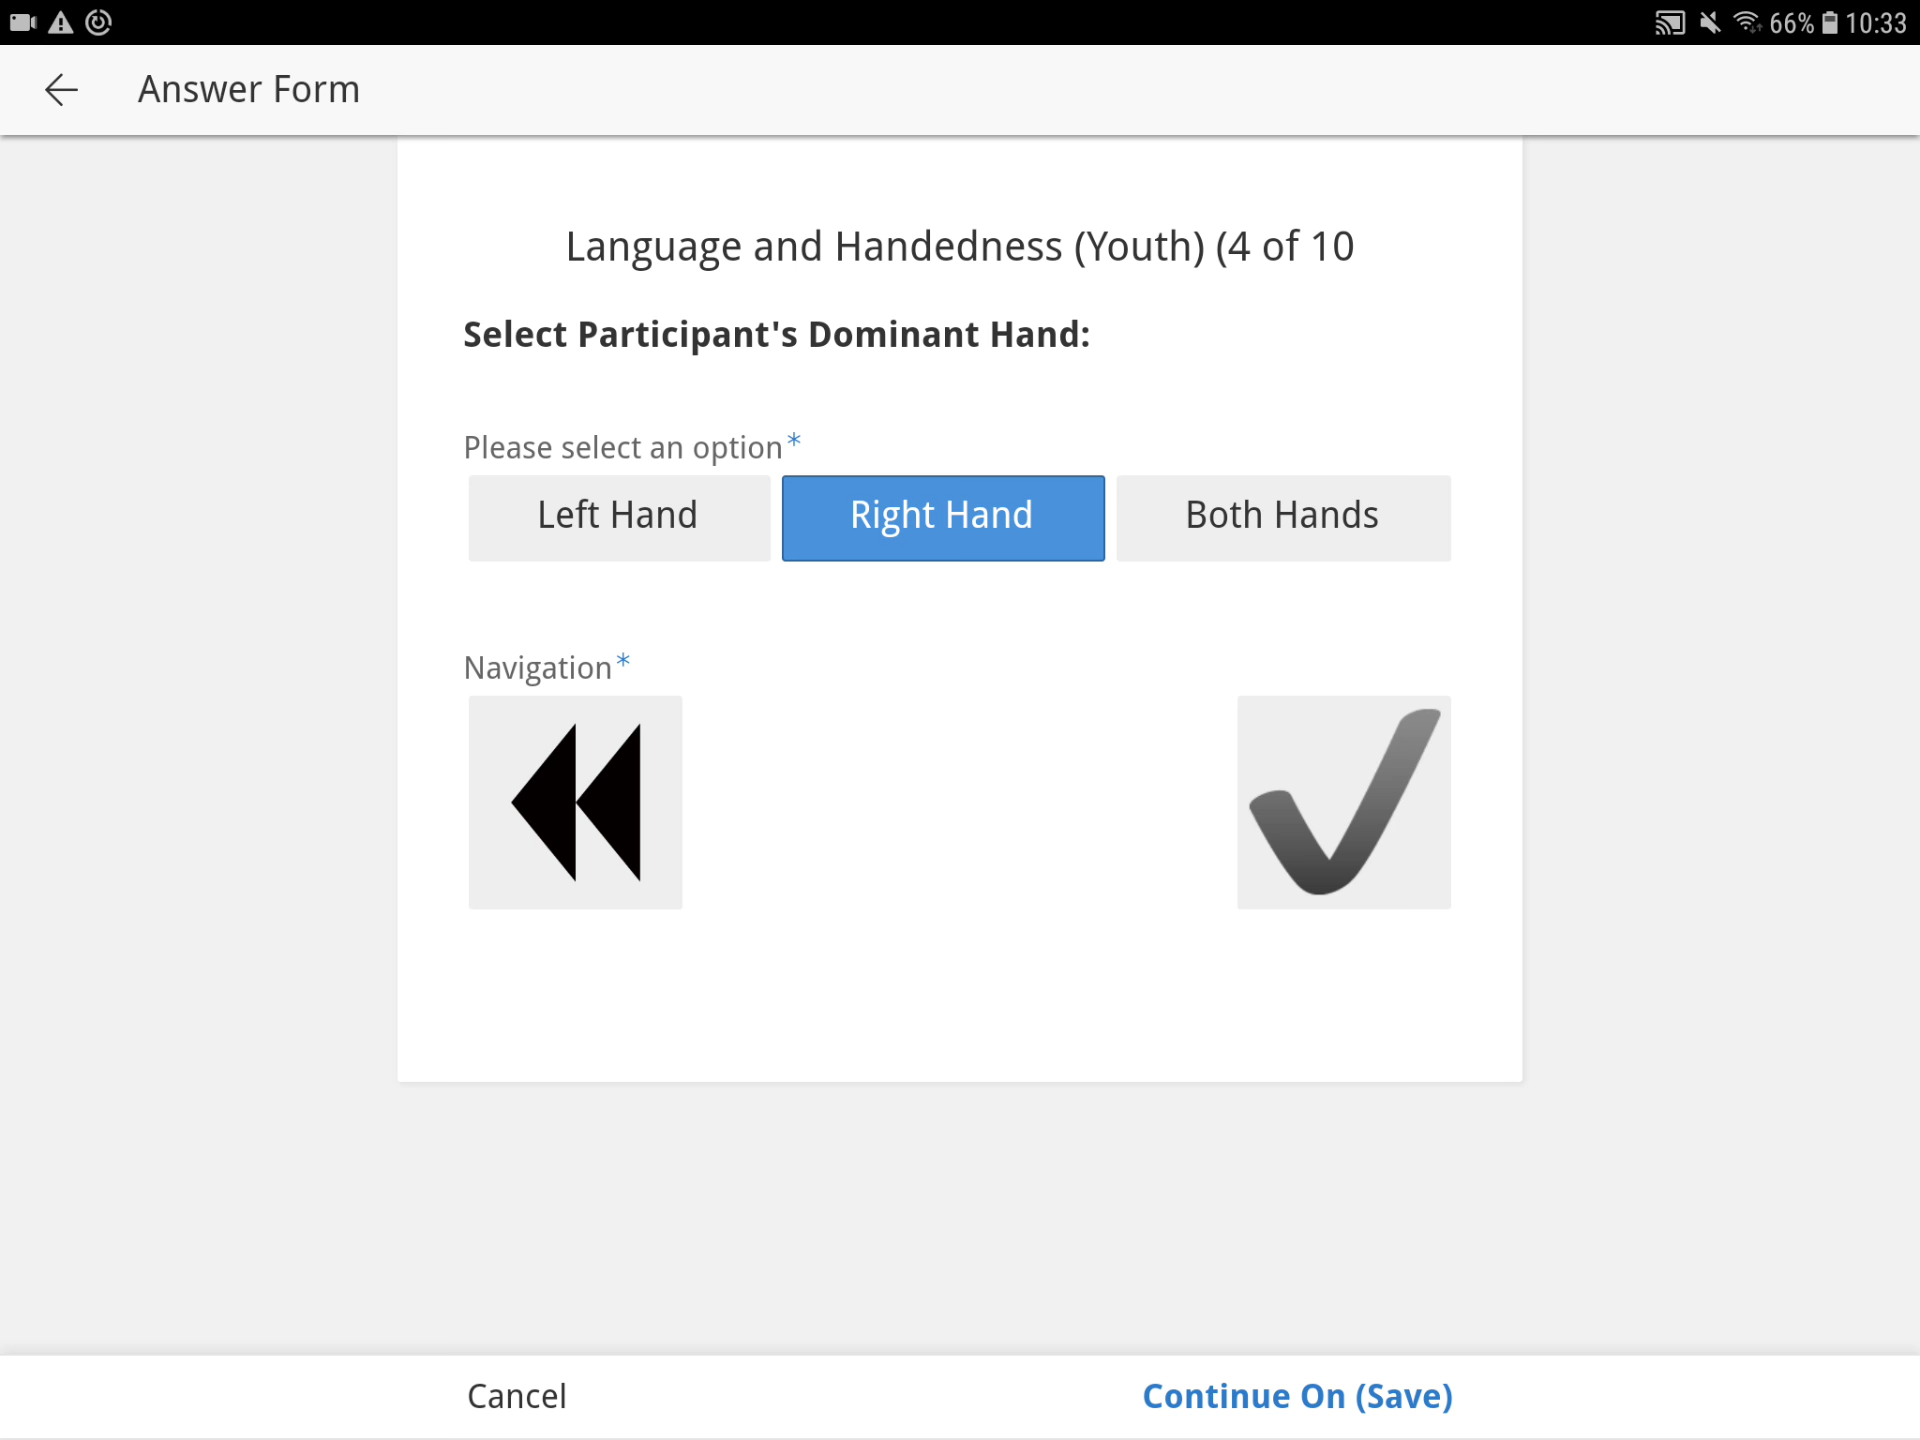 66% 10:33
Answer Form
Language and Handedness (Youth) (4 of 10
Select Participant's Dominant Hand:
Please select an option*
Left Hand Right Hand Both Hands
Navigation*
Cancel Continue On (Save)